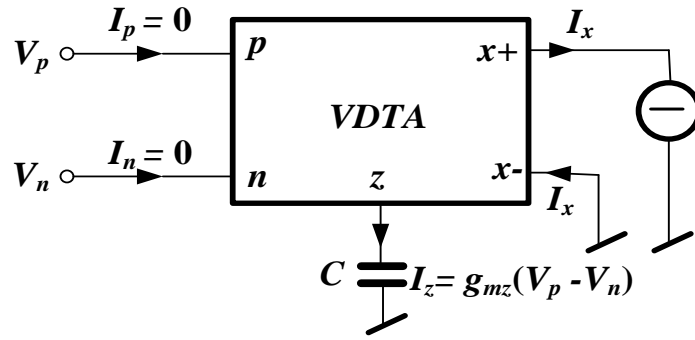 I_p = 0
I_x
V_p
p
x+
VDTA
I_n = 0
V_n
n
z
x-
I_x
C
I_z= g_mz(V_p -V_n)